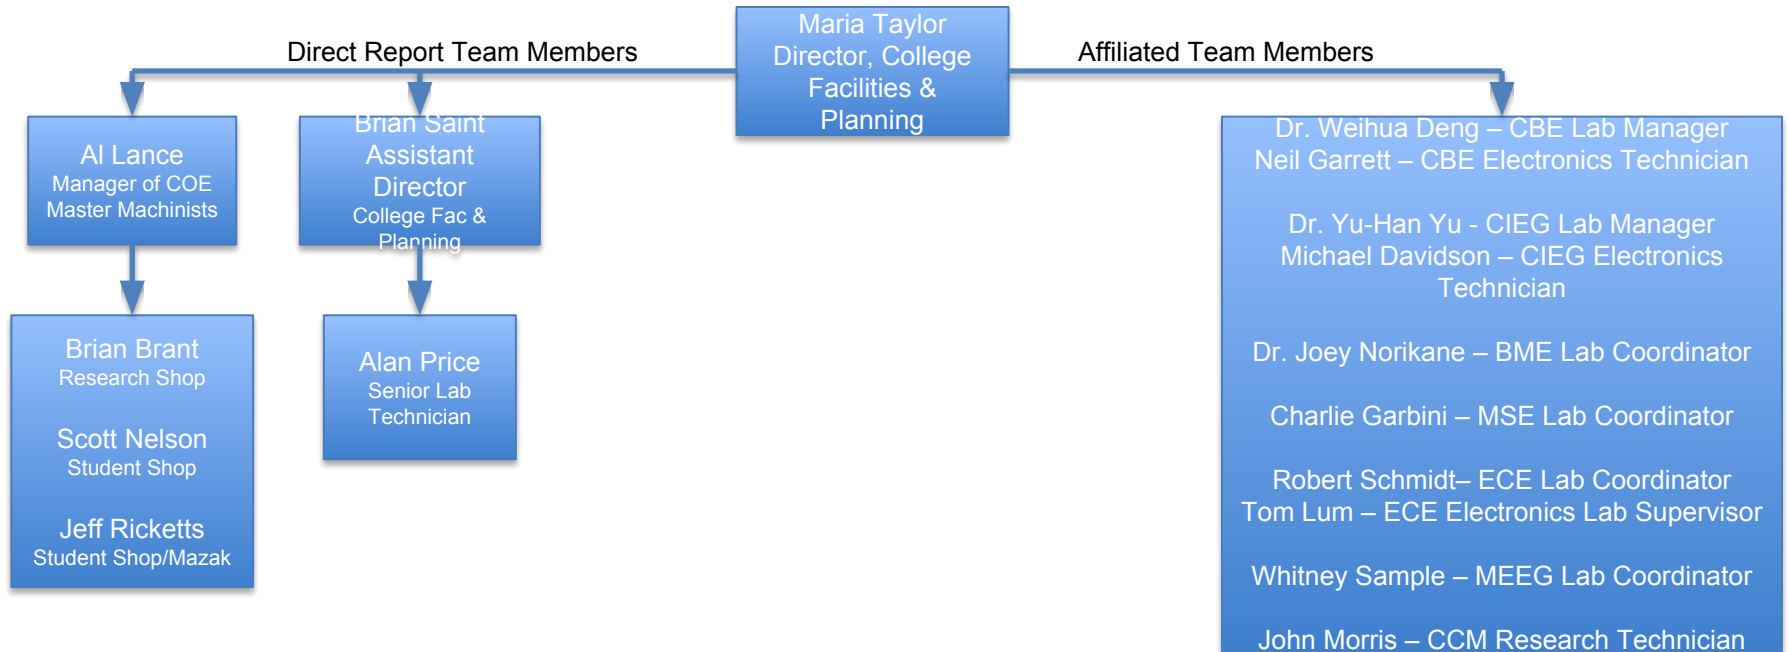 Maria Taylor
Director, College
Facilities &
Planning
Direct Report Team Members
Affiliated Team Members
Al Lance
Manager of COE
Master Machinists
Brian Saint
Assistant
Director
College Fac &
Planning
Brian Brant
Research Shop
Scott Nelson
Student Shop
Jeff Ricketts
Student Shop/Mazak
Alan Price
Senior Lab
Technician
Dr. Weihua Deng – CBE Lab Manager
Neil Garrett – CBE Electronics Technician
Dr. Yu-Han Yu - CIEG Lab Manager
Michael Davidson – CIEG Electronics
Technician
Dr. Joey Norikane – BME Lab Coordinator
Charlie Garbini – MSE Lab Coordinator
Robert Schmidt– ECE Lab Coordinator
Tom Lum – ECE Electronics Lab Supervisor
Whitney Sample – MEEG Lab Coordinator
John Morris – CCM Research Technician